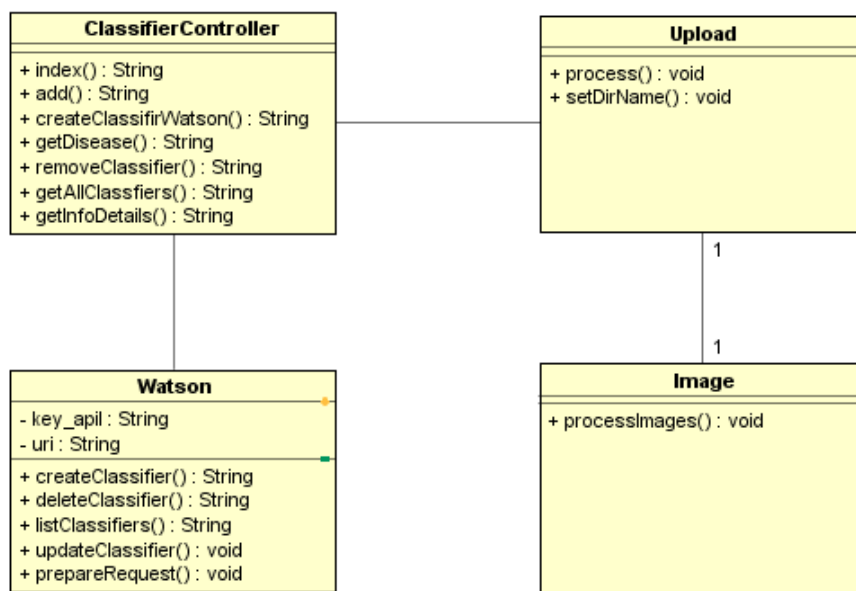 ClassifierController
+ index() : String
+ add() : String
+ createClassifirWatson() : String
+ getDisease() : String
+ removeClassifier() : String
+ getAllClassfiers() : String
+ getInfoDetails() : String
Upload
+ process() : void
+ setDirName() : void
1
1
Watson
- key_apil : String
- uri : String
+ createClassifier() : String
+ deleteClassifier() : String
+ listClassifiers() : String
+ updateClassifier() : void
+ prepareRequest() : void
Image
+ processImages() : void